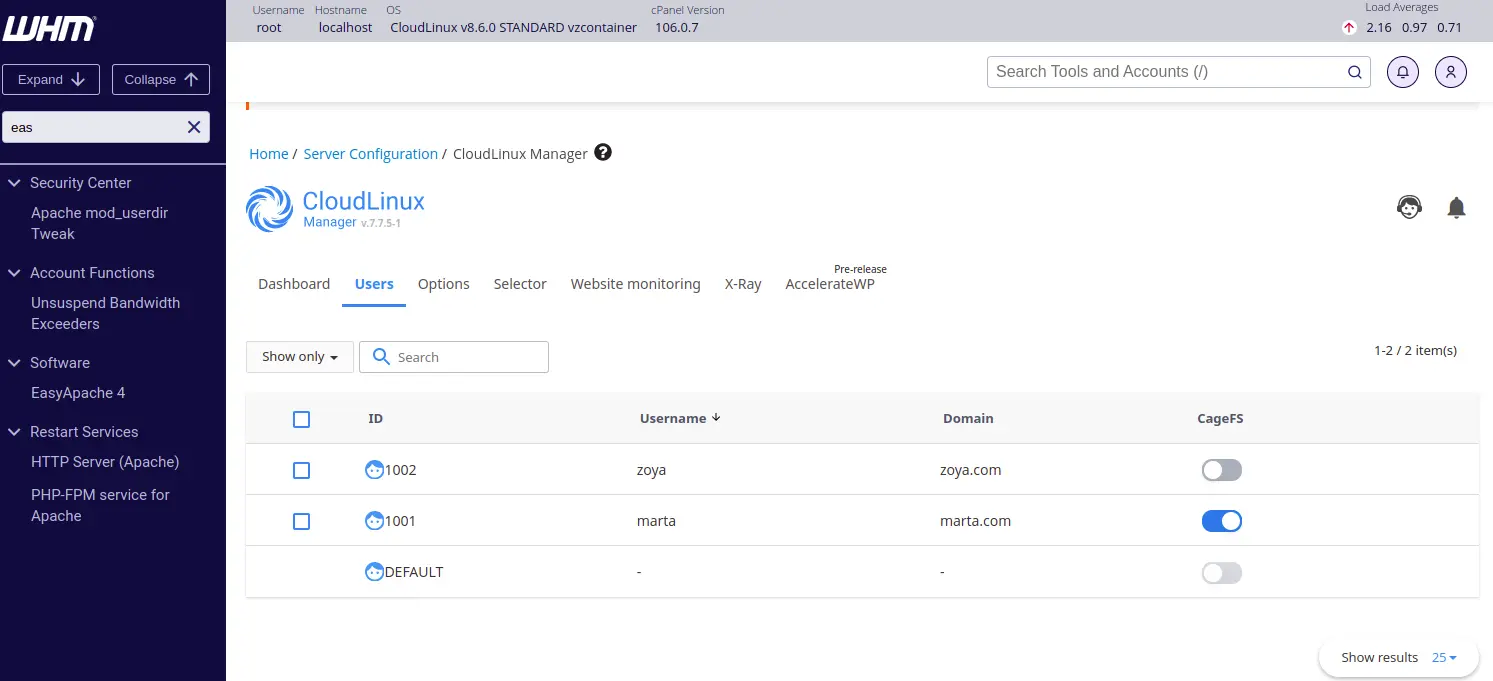 WHM
Username Hostname OS cPanel Version Load Averages
root localhost CloudLinux v8.6.0 STANDARD vzcontainer 106.0.7 2.16 0.97 0.71
Expand Collapse
Search Tools and Accounts (/)
eas
Home / Server Configuration / CloudLinux Manager ?
Security Center
Apache mod_userdir
Tweak
Account Functions
Unsuspend Bandwidth
Exceeders
Software
EasyApache 4
Restart Services
HTTP Server (Apache)
PHP-FPM service for
Apache
CloudLinux
Manager v.7.7.5-1
Pre-release
Dashboard Users Options Selector Website monitoring X-Ray AccelerateWP
Show only Search 1-2 / 2 item(s)
ID Username Domain CageFS
1002 zoya zoya.com
1001 marta marta.com
DEFAULT - -
Show results 25